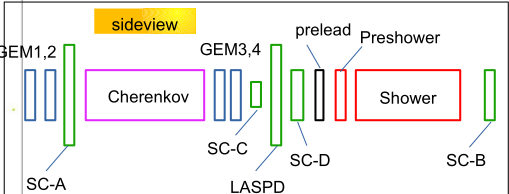 sideview
GEM1,2
GEM3,4
prelead
Preshower
Cherenkov
Shower
SC-C
SC-D
SC-B
SC-A
LASPD